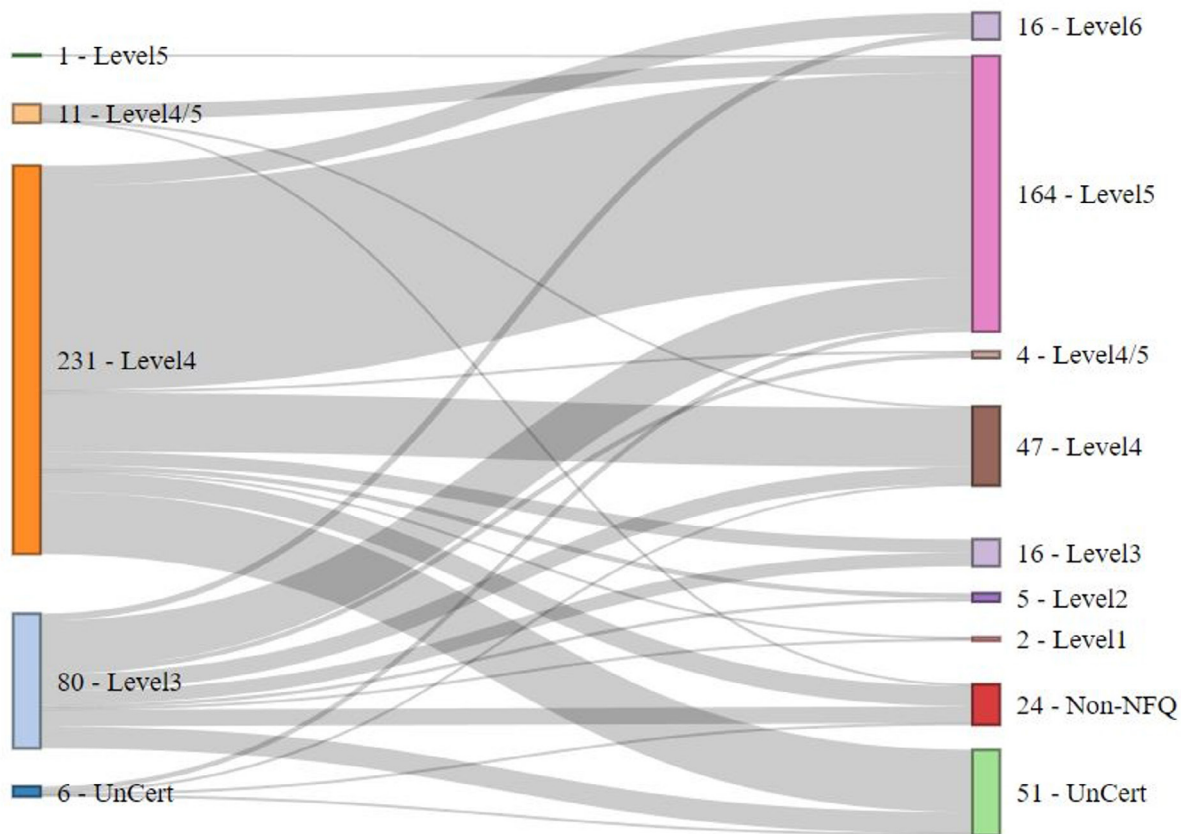 1 - Level5
11 - Level4/5
231 - Level4
80 - Level3
6 - UnCert
16 - Level6
164 - Level5
4 - Level4/5
47 - Level4
16 - Level3
5 - Level2
2 - Level1
24 - Non-NFQ
51 - UnCert